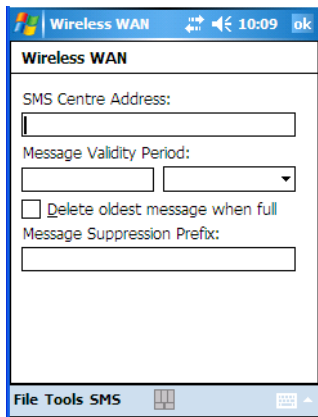 Wireless WAN 10:09 ok
Wireless WAN
SMS Centre Address:
Message Validity Period:
Delete oldest message when full
Message Suppression Prefix:
File Tools SMS